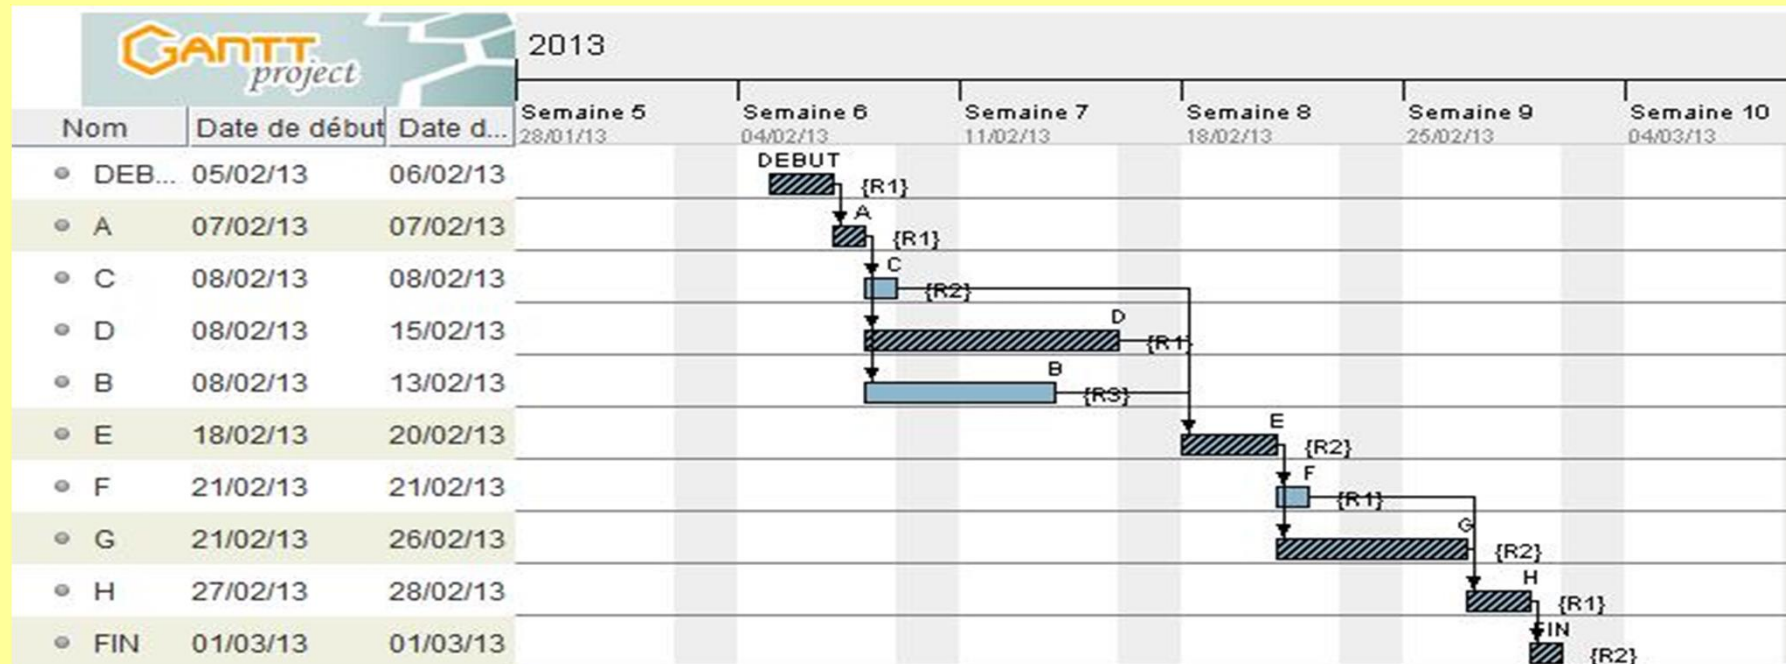 GANTT
project
2013
Semaine 5 Semaine 6 Semaine 7 Semaine 8 Semaine 9 Semaine 10
28/01/13 04/02/13 11/02/13 18/02/13 25/02/13 04/03/13
Nom Date de début Date d...
DEB... 05/02/13 06/02/13
DEBUT
{R1}
A 07/02/13 07/02/13
A
{R1}
C 08/02/13 08/02/13
C
{R2}
D 08/02/13 15/02/13
D
{R1}
B 08/02/13 13/02/13
B
{R3}
E 18/02/13 20/02/13
E
{R2}
F 21/02/13 21/02/13
F
{R1}
G 21/02/13 26/02/13
G
{R2}
H 27/02/13 28/02/13
H
{R1}
FIN 01/03/13 01/03/13
FIN
{R2}